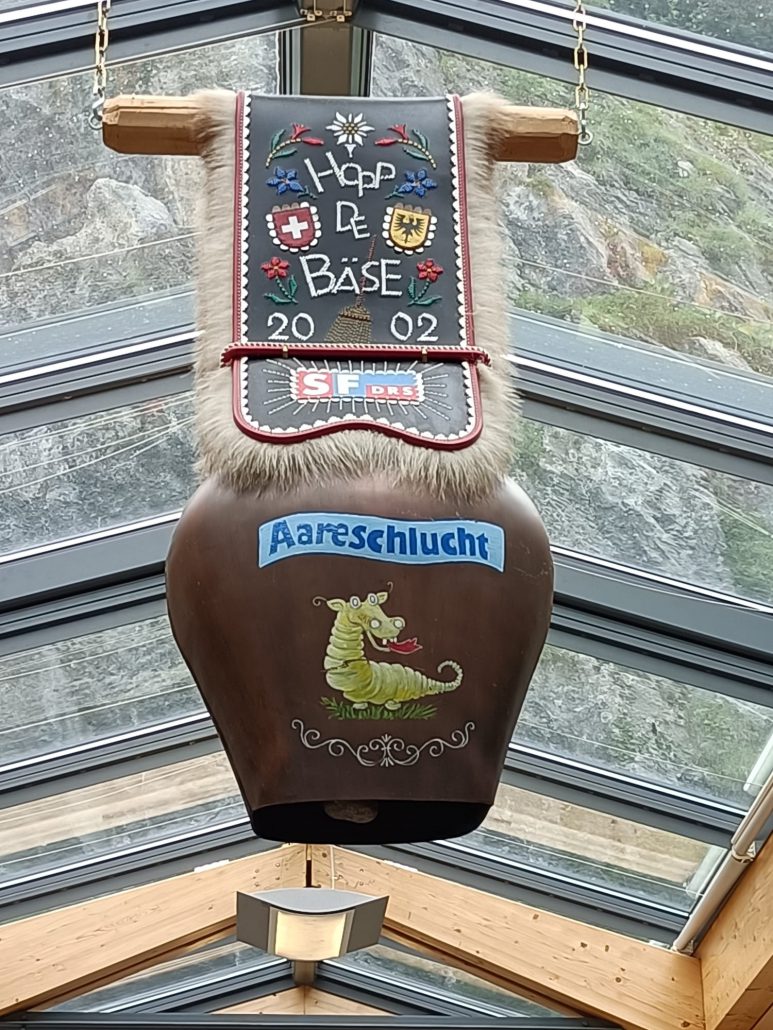 HOPP
DE
BÄSE
20 02
SF DRS
Aareschlucht